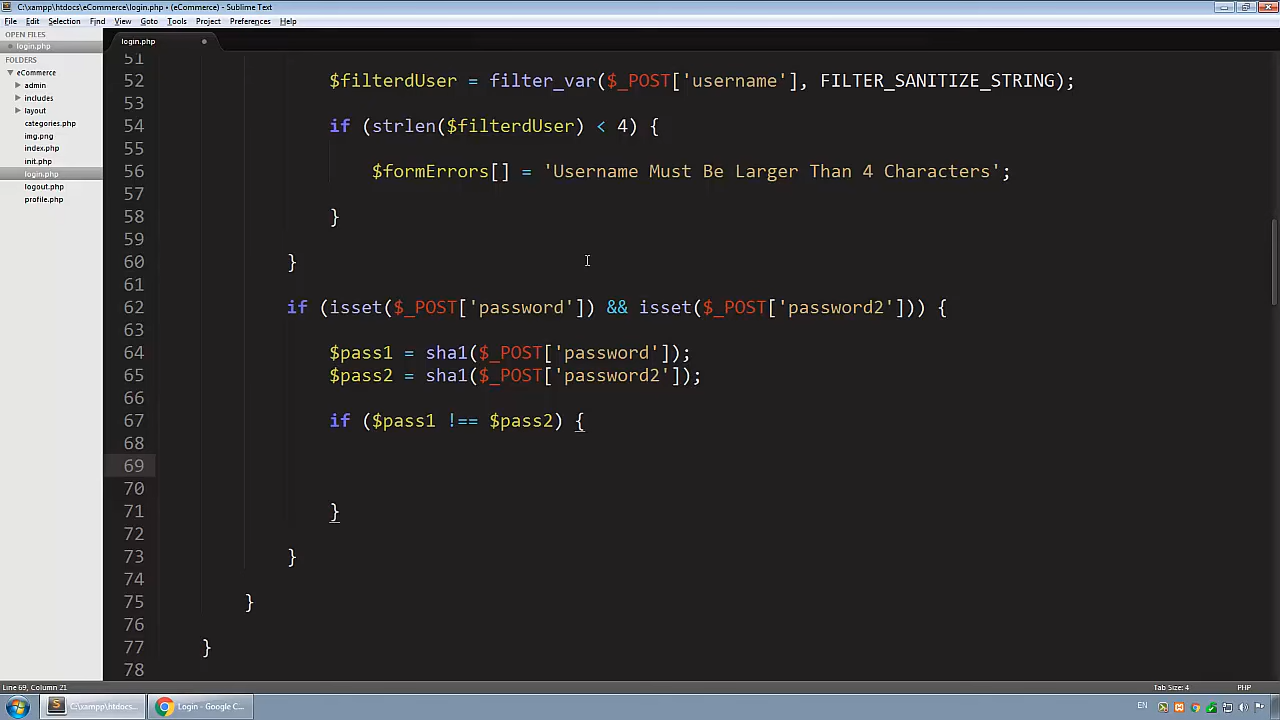 C:\xampp\htdocs\eCommerce\login.php • (eCommerce) - Sublime Text
File Edit Selection Find View Goto Tools Project Preferences Help
OPEN FILES
login.php
FOLDERS
eCommerce
admin
includes
layout
categories.php
img.png
index.php
init.php
login.php
logout.php
profile.php
login.php
51
52 $filterdUser = filter_var($_POST['username'], FILTER_SANITIZE_STRING);
53
54 if (strlen($filterdUser) < 4) {
55
56 $formErrors[] = 'Username Must Be Larger Than 4 Characters';
57
58 }
59
60 }
61
62 if (isset($_POST['password']) && isset($_POST['password2'])) {
63
64 $pass1 = sha1($_POST['password']);
65 $pass2 = sha1($_POST['password2']);
66
67 if ($pass1 !== $pass2) {
68
69
70
71 }
72
73 }
74
75 }
76
77 }
78
Line 69, Column 21 Tab Size: 4 PHP
C:\xampp\htdocs... Login - Google C... EN